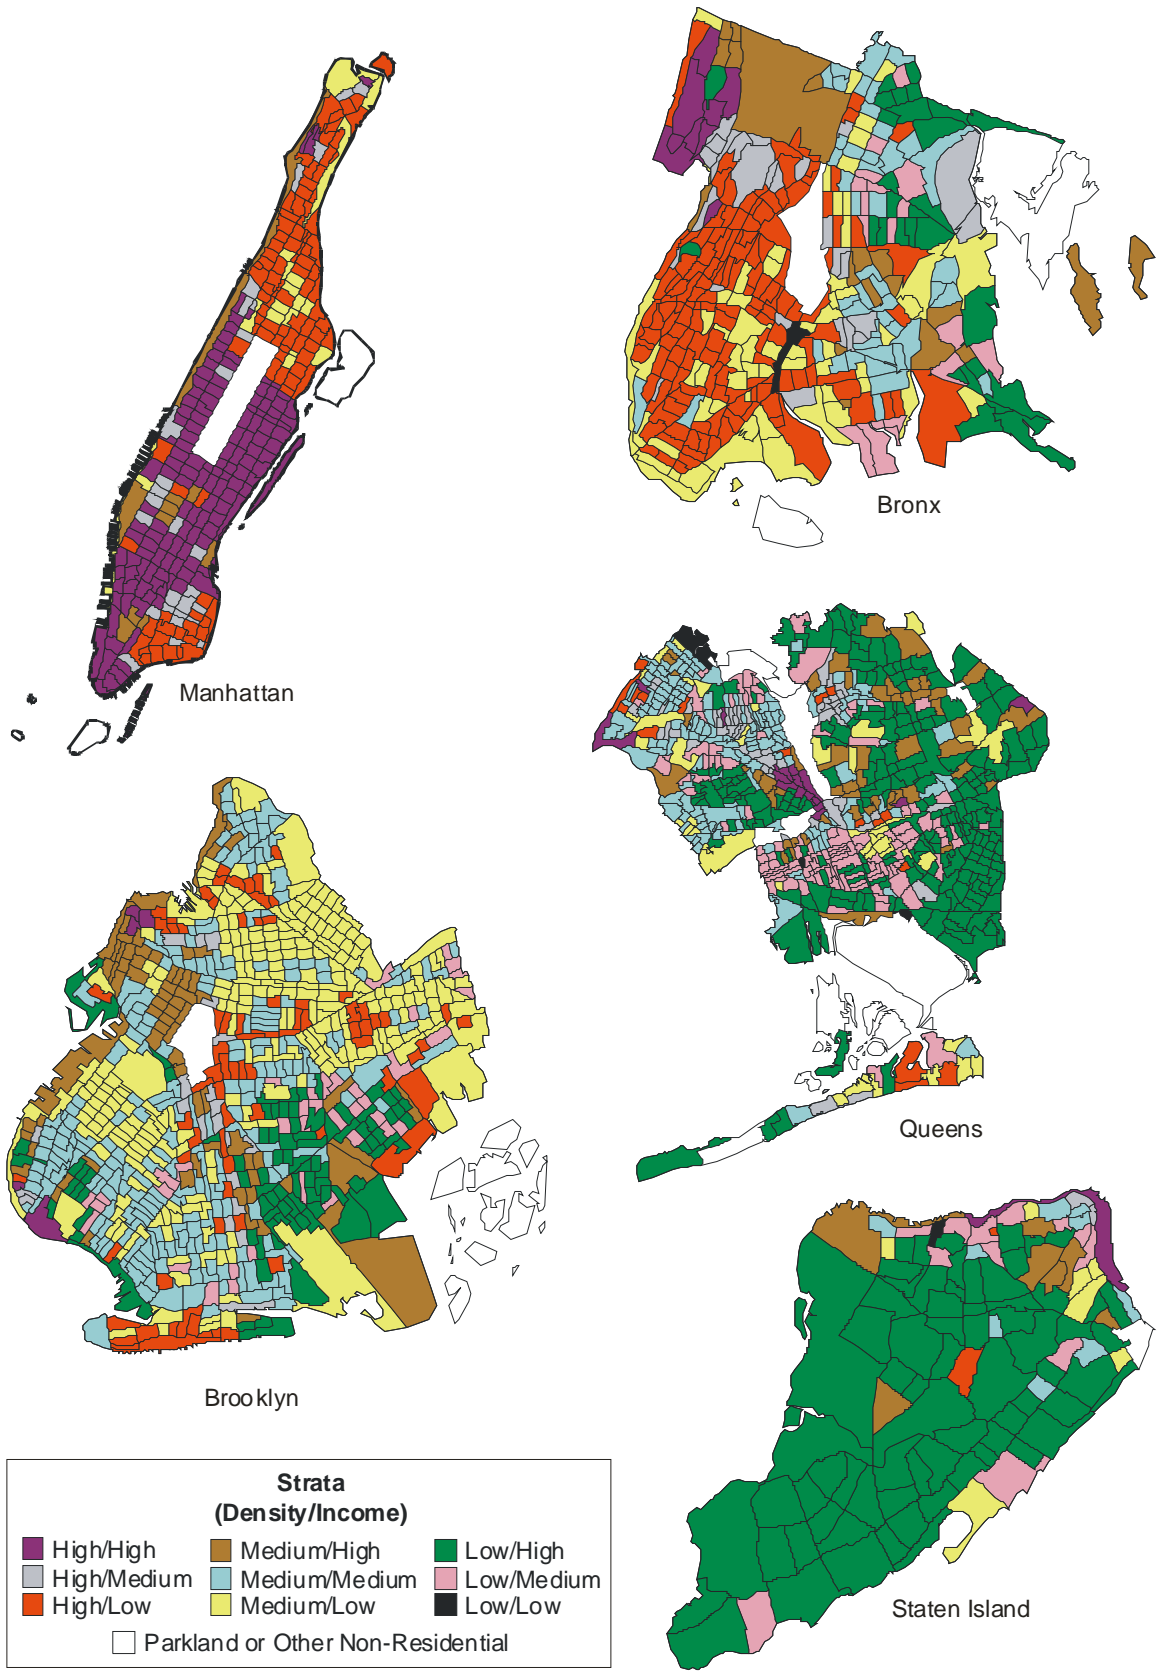 Bronx
Manhattan
Queens
Brooklyn
Staten Island
Strata
(Density/Income)
High/High
Medium/High
Low/High
High/Medium
Medium/Medium
Low/Medium
High/Low
Medium/Low
Low/Low
Parkland or Other Non-Residential